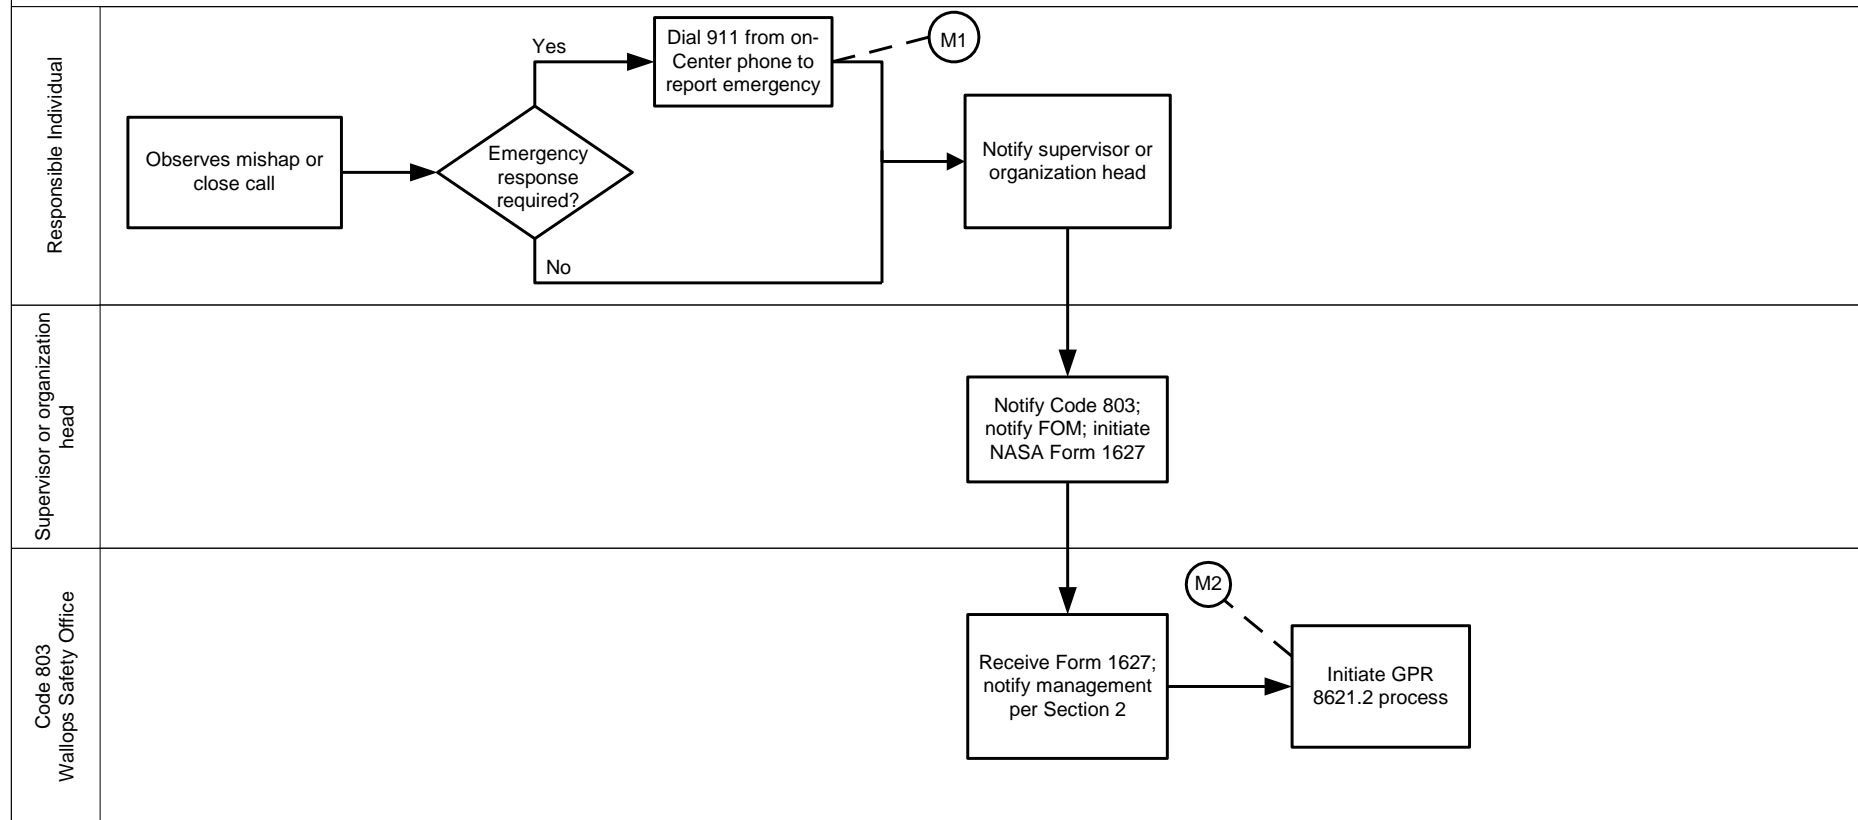 Responsible Individual
Observes mishap or
close call
Emergency
response
required?
Yes
No
Dial 911 from on-
Center phone to
report emergency
M1
Notify supervisor or
organization head
Supervisor or organization
head
Notify Code 803;
notify FOM; initiate
NASA Form 1627
Code 803
Wallops Safety Office
Receive Form 1627;
notify management
per Section 2
M2
Initiate GPR
8621.2 process